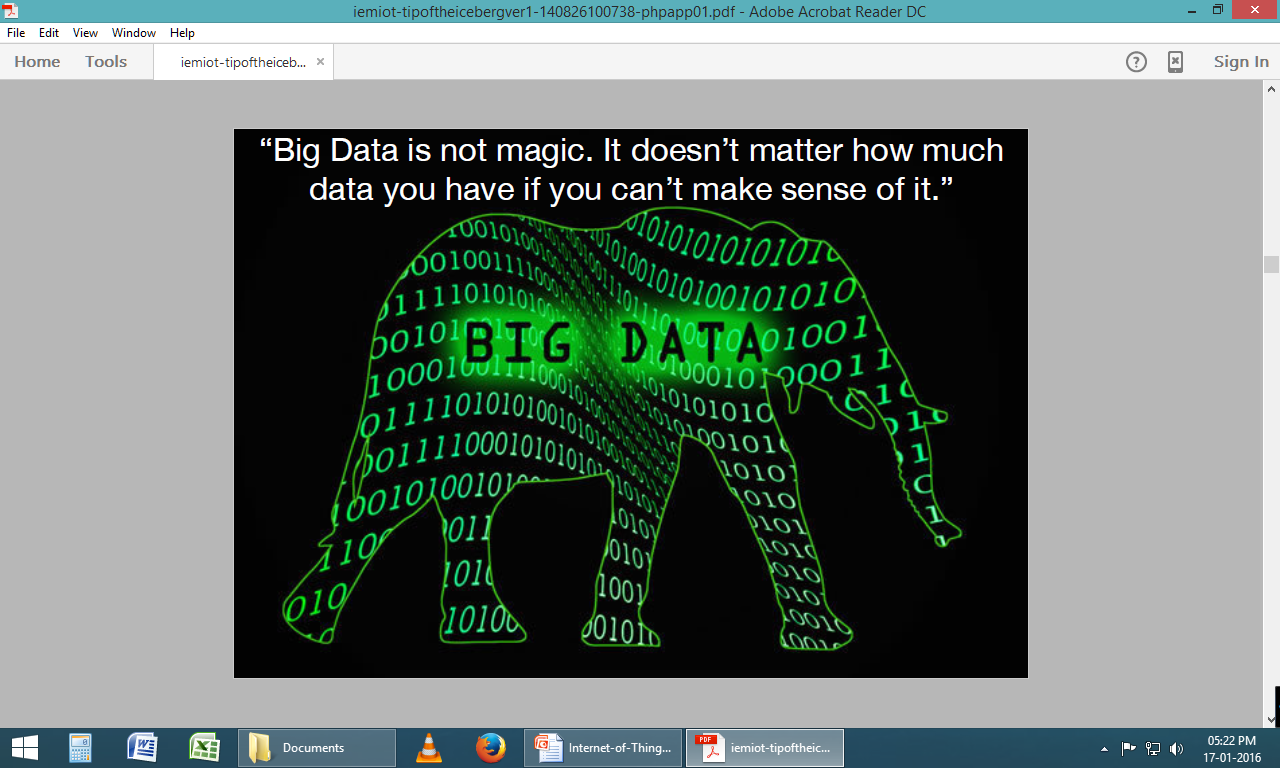 iemiot-tipoftheicebergver1-140826100738-phpapp01.pdf - Adobe Acrobat Reader DC
File Edit View Window Help
Home Tools iemiot-tipoftheiceb... × ? Sign In
“Big Data is not magic. It doesn’t matter how much
data you have if you can’t make sense of it.”
BIG DATA
Documents Internet-of-Thing... iemiot-tipoftheic...
PDF
05:22 PM
17-01-2016